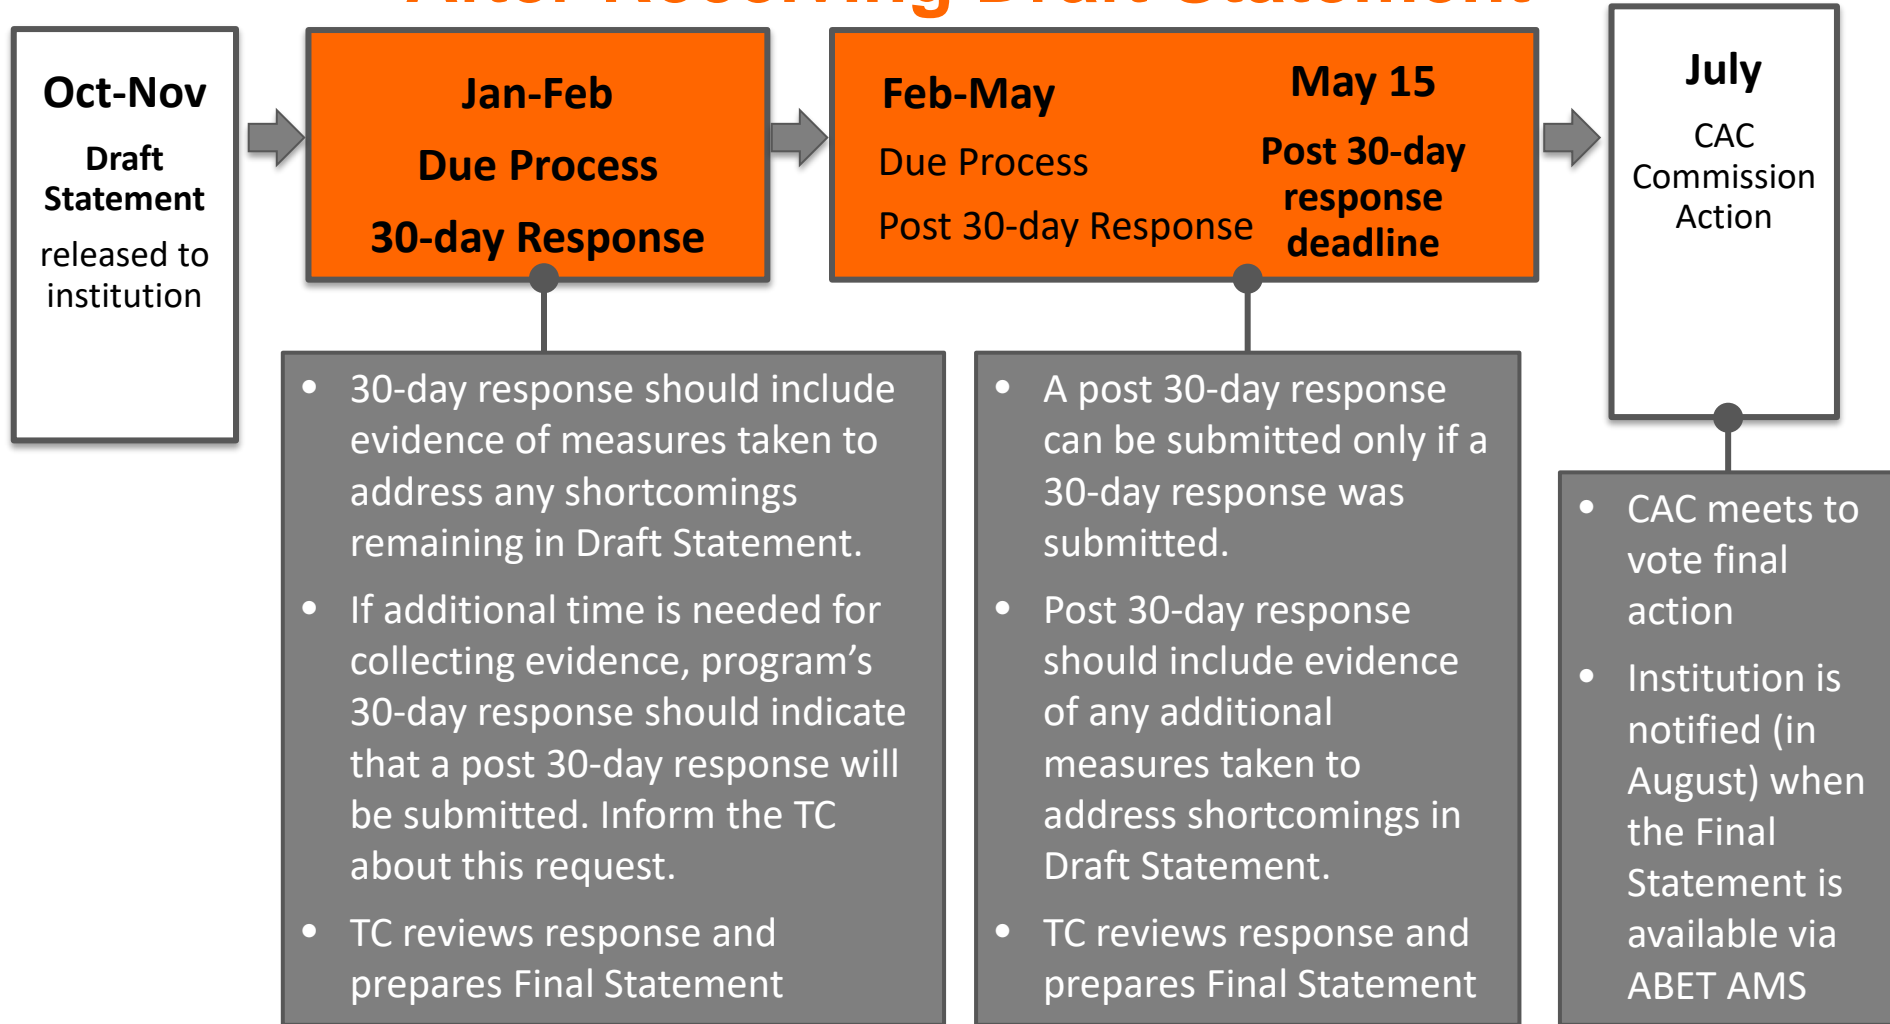 After Receiving Draft Statement
Oct-Nov
Draft
Statement
released to
institution
Jan-Feb
Due Process
30-day Response
Feb-May
Due Process
Post 30-day Response
May 15
Post 30-day
response
deadline
July
CAC
Commission
Action
• 30-day response should include
evidence of measures taken to
address any shortcomings
remaining in Draft Statement.
• If additional time is needed for
collecting evidence, program’s
30-day response should indicate
that a post 30-day response will
be submitted. Inform the TC
about this request.
• TC reviews response and
prepares Final Statement
• A post 30-day response
can be submitted only if a
30-day response was
submitted.
• Post 30-day response
should include evidence
of any additional
measures taken to
address shortcomings in
Draft Statement.
• TC reviews response and
prepares Final Statement
• CAC meets to
vote final
action
• Institution is
notified (in
August) when
the Final
Statement is
available via
ABET AMS